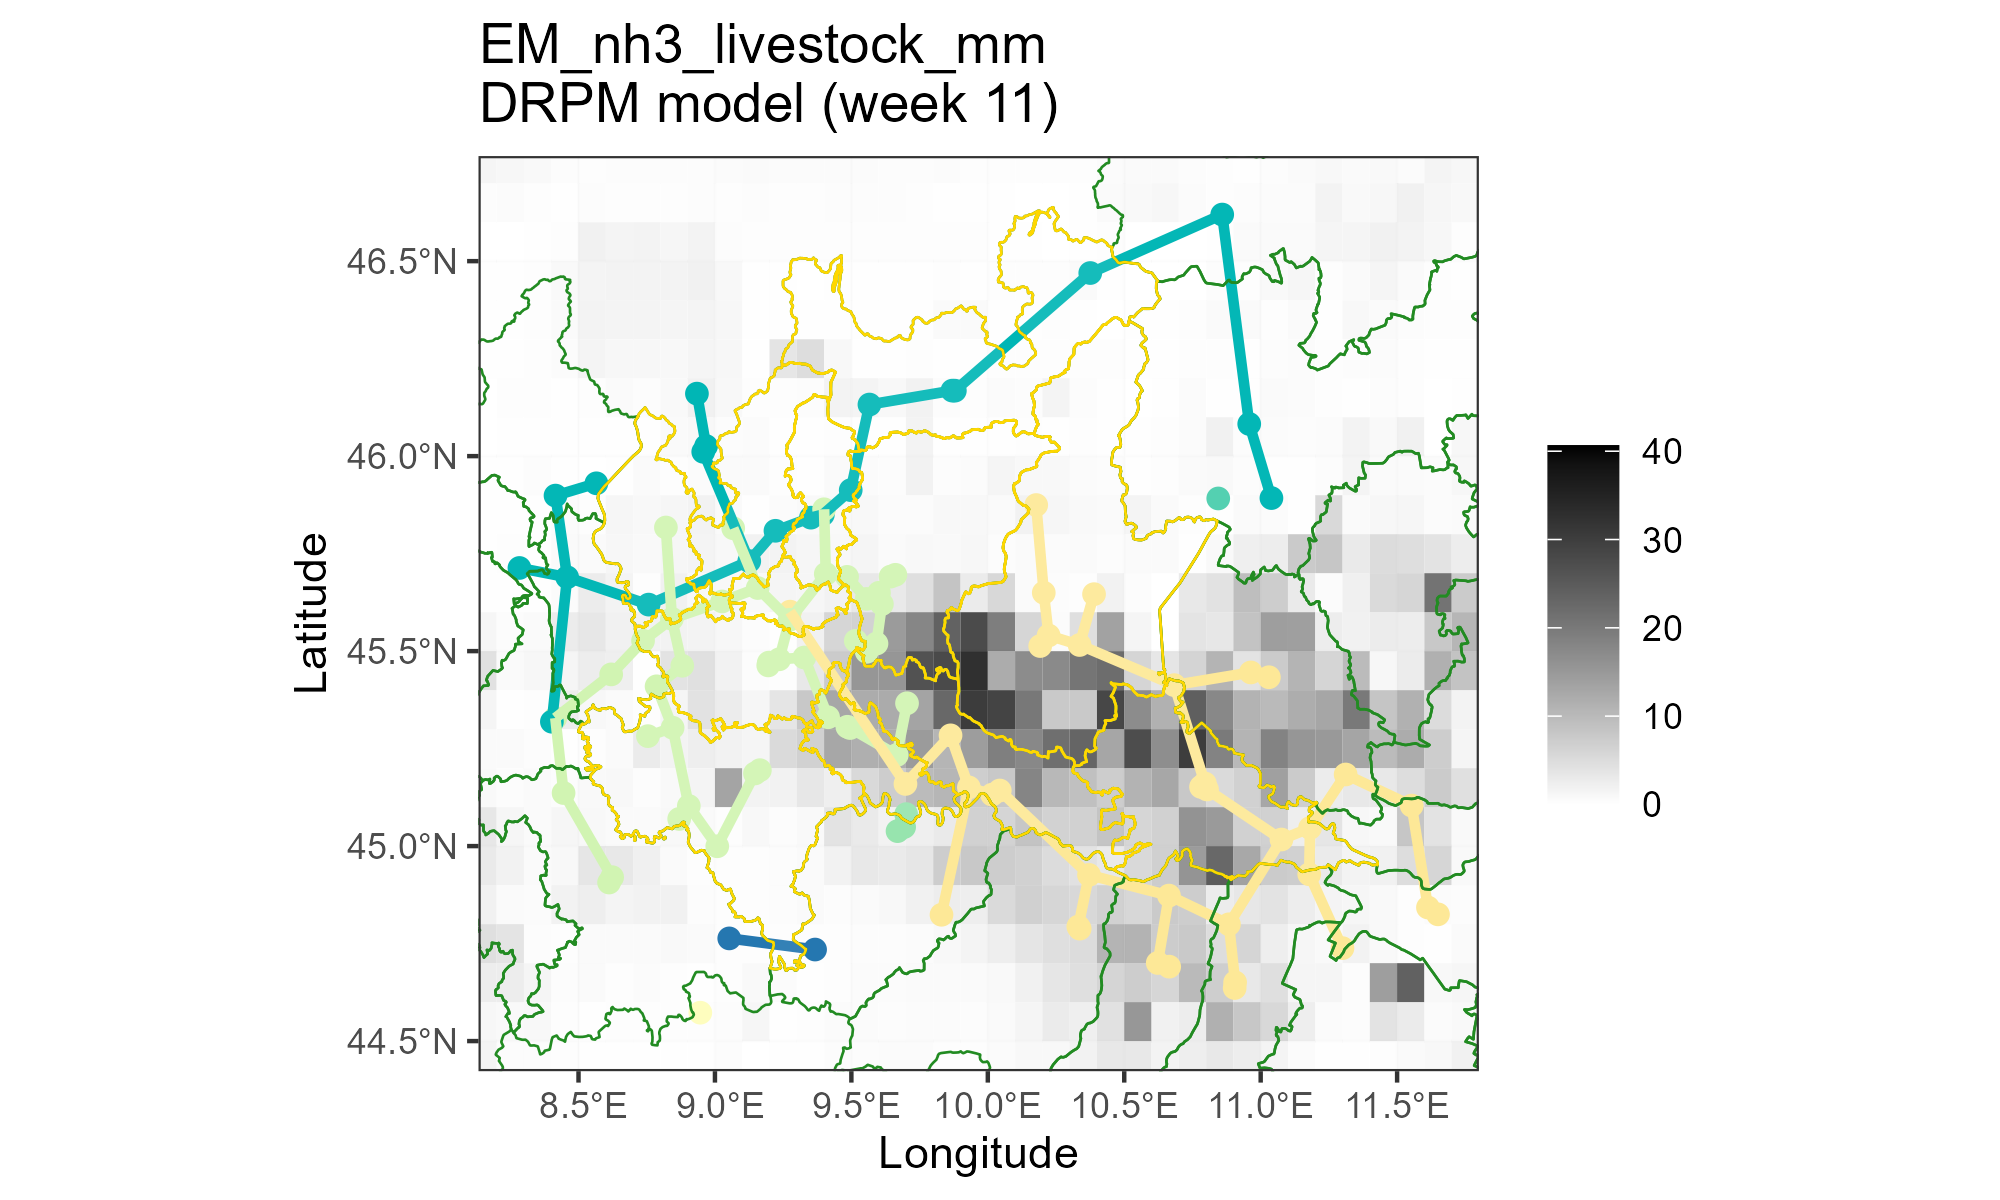 EM_nh3_livestock_mm
DRPM model (week 11)
46.5°N
46.0°N
45.5°N
45.0°N
44.5°N
Latitude
8.5°E 9.0°E 9.5°E 10.0°E 10.5°E 11.0°E 11.5°E
Longitude
40
30
20
10
0